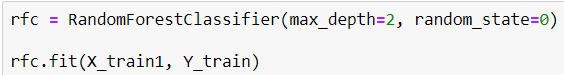 rfc = RandomForestClassifier(max_depth=2, random_state=0)
rfc.fit(X_train1, Y_train)